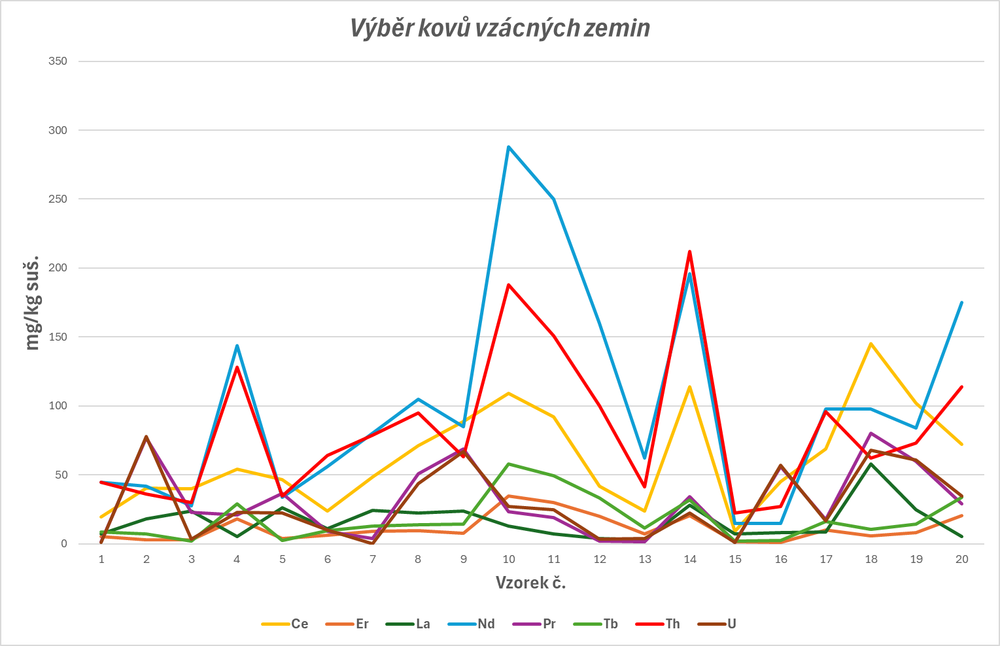 Výběr kovů vzácných zemin
350
300
250
200
150
100
50
0
mg/kg suš.
1 2 3 4 5 6 7 8 9 10 11 12 13 14 15 16 17 18 19 20
Vzorek č.
Ce Er La Nd Pr Tb Th U